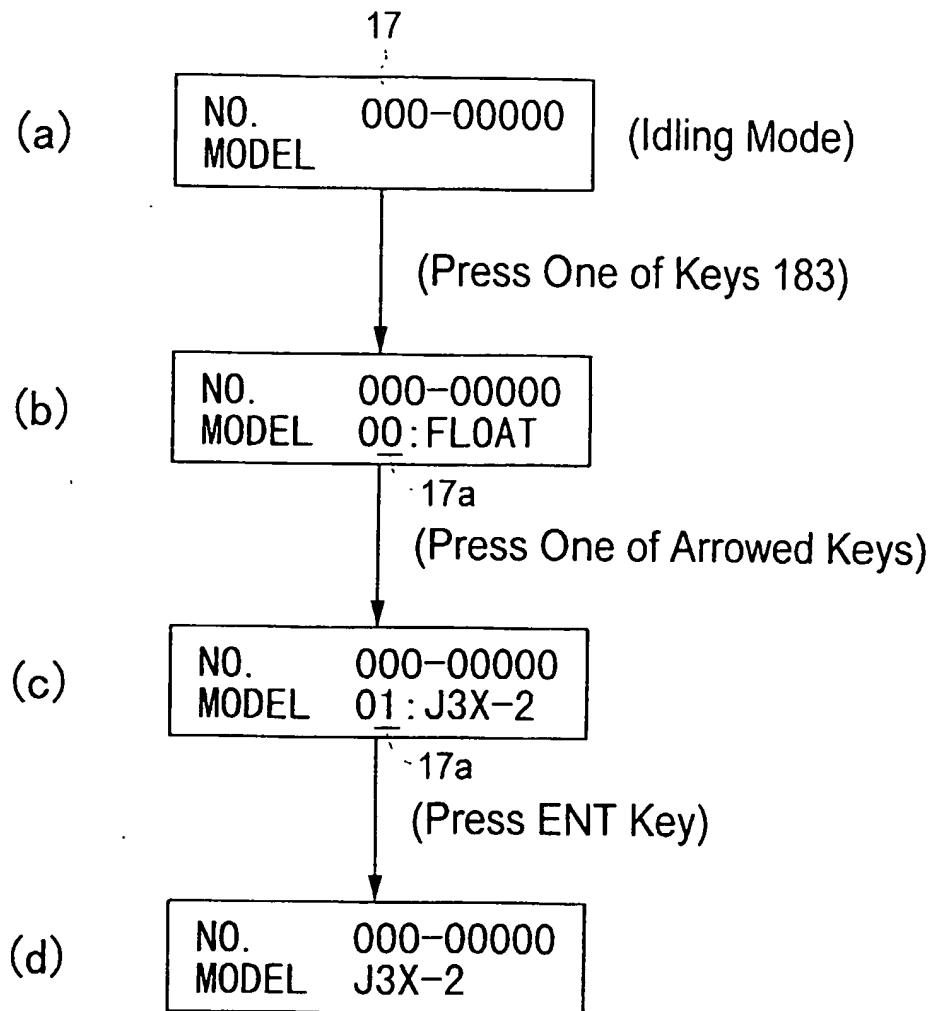 17
(a)
NO. 000-00000
MODEL
(Idling Mode)
(Press One of Keys 183)
(b)
NO. 000-00000
MODEL 00:FLOAT
17a
(Press One of Arrowed Keys)
(c)
NO. 000-00000
MODEL 01:J3X-2
17a
(Press ENT Key)
(d)
NO. 000-00000
MODEL J3X-2